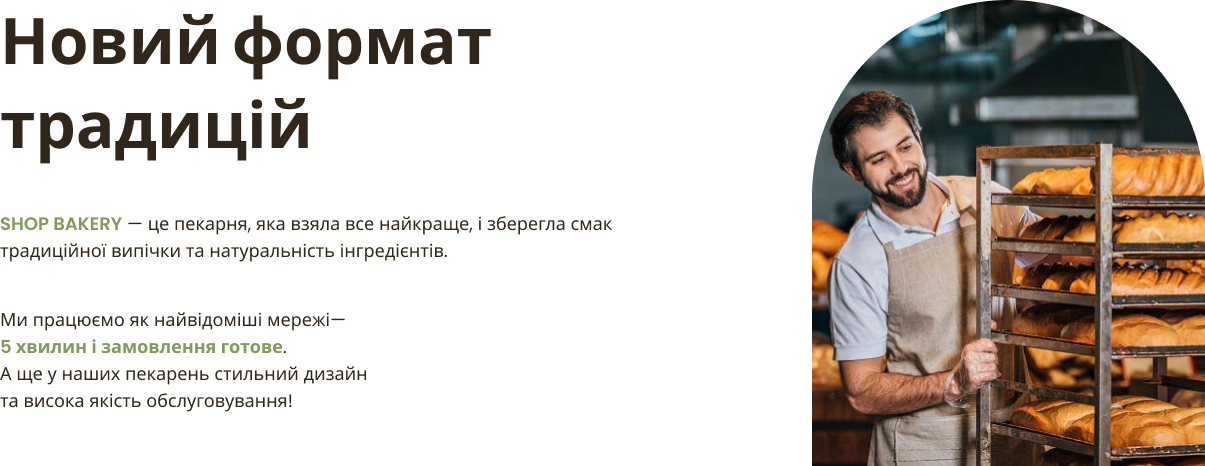 Новий формат
традицій
SHOP BAKERY — це пекарня, яка взяла все найкраще, і зберегла смак
традиційної випічки та натуральність інгредієнтів.
Ми працюємо як найвідоміші мережі—
5 хвилин і замовлення готове.
А ще у наших пекарень стильний дизайн
та висока якість обслуговування!